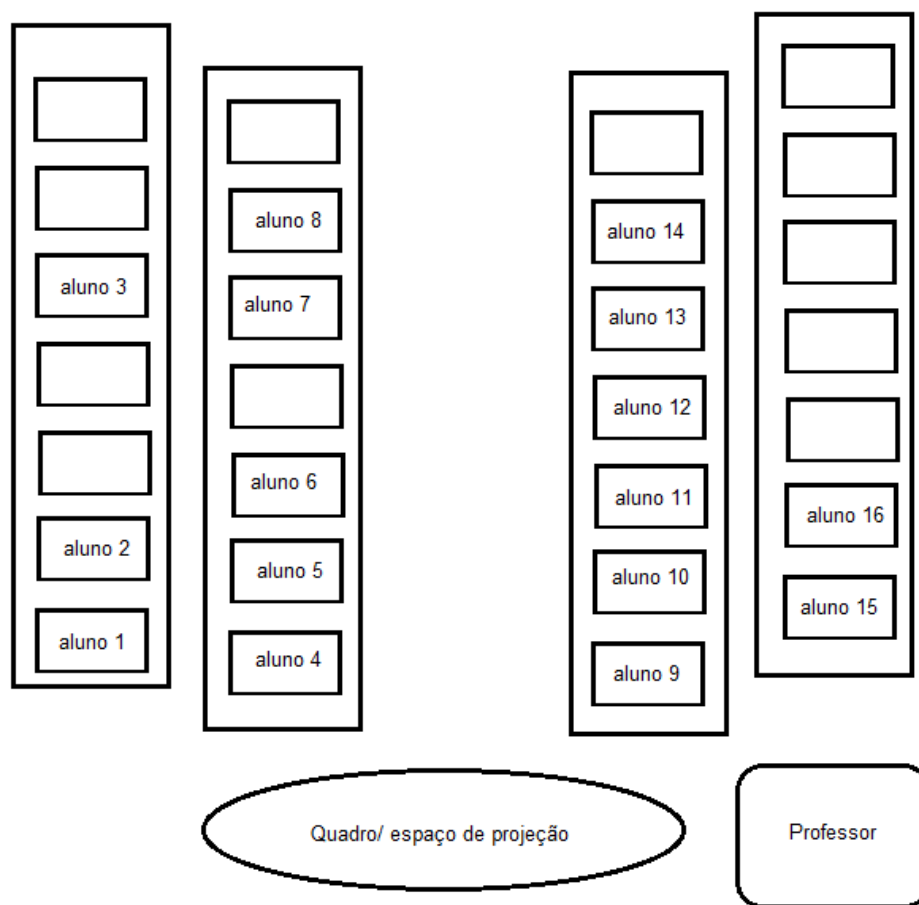 aluno 8
aluno 14
aluno 3
aluno 7
aluno 13
aluno 12
aluno 6
aluno 11
aluno 16
aluno 2
aluno 5
aluno 10
aluno 15
aluno 1
aluno 4
aluno 9
Quadro/ espaço de projeção
Professor